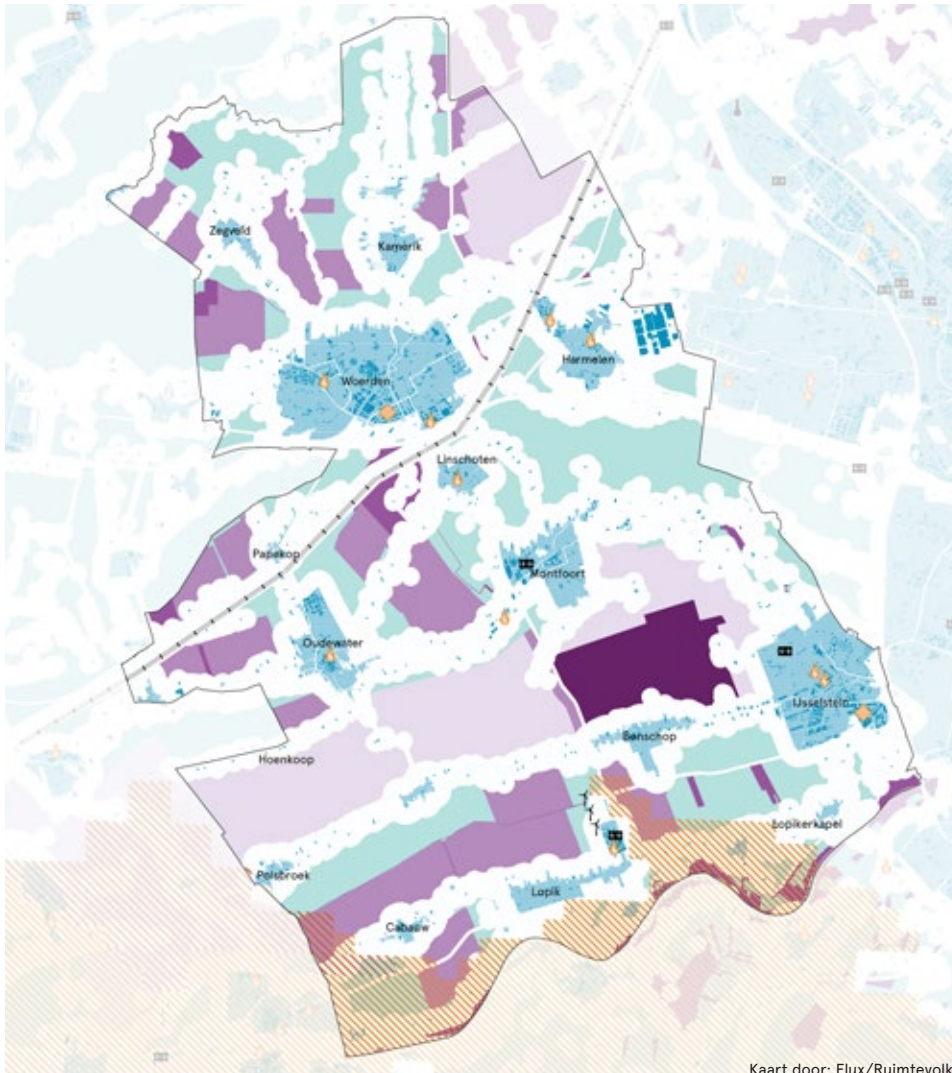 Zegveld
Kamerik
Harmelen
Woerden
Linschoten
Papekop
Montfoort
Oudewater
IJsselstein
Benschop
Hoenkoop
Lopikerkapel
Polsbroek
Lopik
Cabauw
Kaart door: Flux/Ruimtevolk